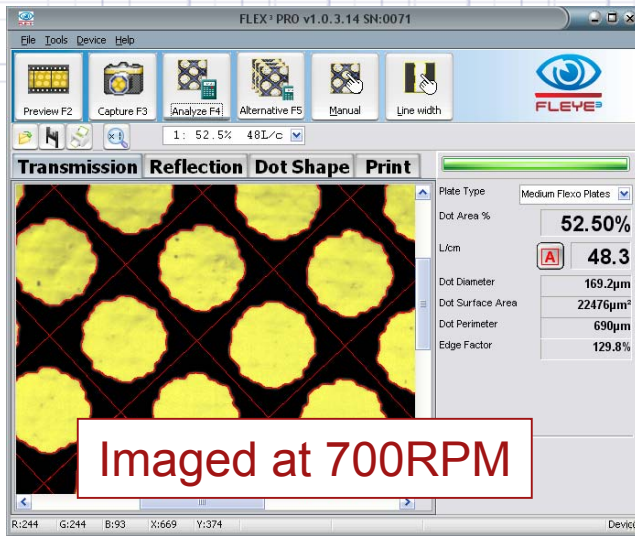 FLEX³ PRO v1.0.3.14 SN:0071
File Tools Device Help
Preview F2 Capture F3 Analyze F4 Alternative F5 Manual Line width
FLEYE³
1: 52.5% 48L/c
Transmission Reflection Dot Shape Print
Plate Type Medium Flexo Plates
Dot Area % 52.50%
L/cm A 48.3
Dot Diameter 169.2µm
Dot Surface Area 22476µm²
Dot Perimeter 690µm
Edge Factor 129.8%
Imaged at 700RPM
R:244 G:244 B:93 X:669 Y:374